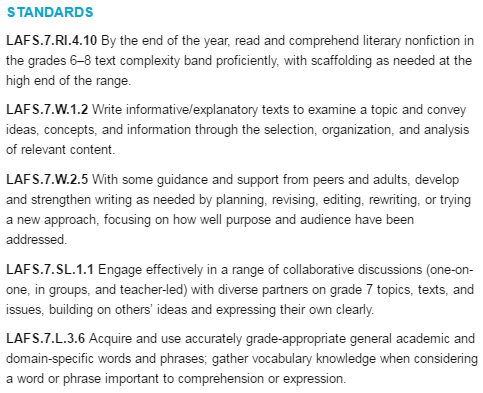 STANDARDS
LAFS.7.RI.4.10 By the end of the year, read and comprehend literary nonfiction in
the grades 6–8 text complexity band proficiently, with scaffolding as needed at the
high end of the range.
LAFS.7.W.1.2 Write informative/explanatory texts to examine a topic and convey
ideas, concepts, and information through the selection, organization, and analysis
of relevant content.
LAFS.7.W.2.5 With some guidance and support from peers and adults, develop
and strengthen writing as needed by planning, revising, editing, rewriting, or trying
a new approach, focusing on how well purpose and audience have been
addressed.
LAFS.7.SL.1.1 Engage effectively in a range of collaborative discussions (one-on-
one, in groups, and teacher-led) with diverse partners on grade 7 topics, texts, and
issues, building on others’ ideas and expressing their own clearly.
LAFS.7.L.3.6 Acquire and use accurately grade-appropriate general academic and
domain-specific words and phrases; gather vocabulary knowledge when considering
a word or phrase important to comprehension or expression.